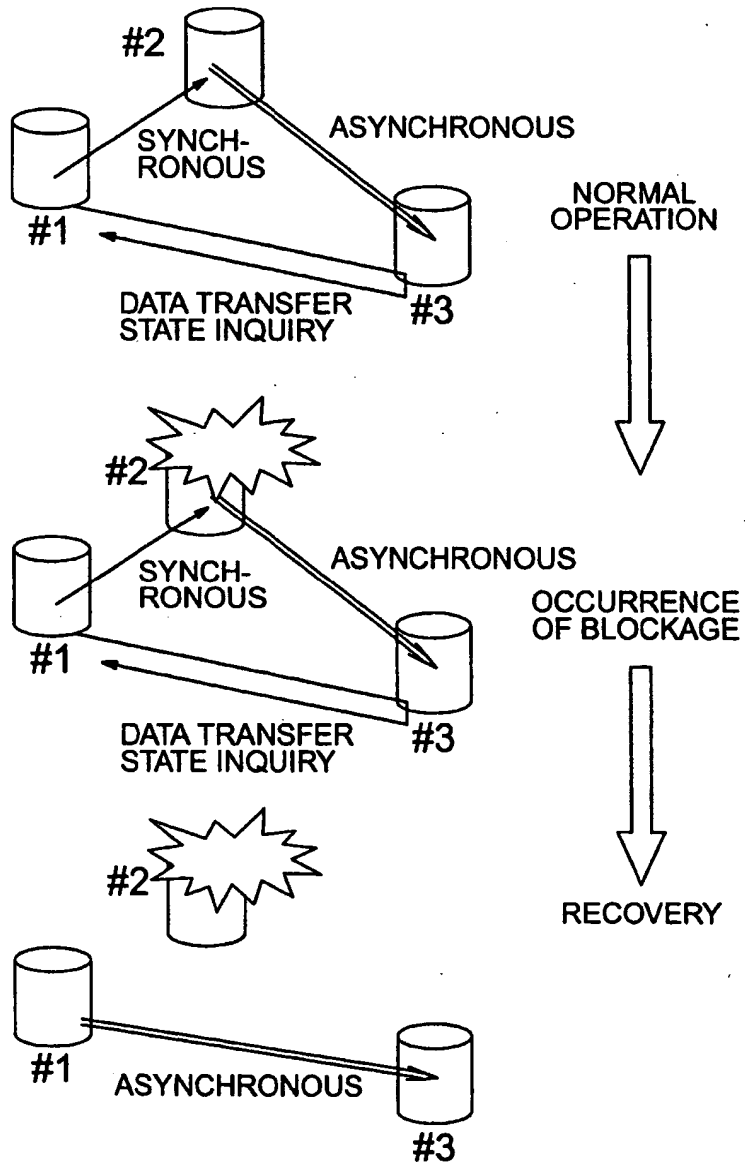 #2
ASYNCHRONOUS
SYNCH-
RONOUS
#1
DATA TRANSFER
STATE INQUIRY
#3
NORMAL
OPERATION
#2
ASYNCHRONOUS
SYNCH-
RONOUS
#1
DATA TRANSFER
STATE INQUIRY
#3
OCCURRENCE
OF BLOCKAGE
#2
RECOVERY
#1
ASYNCHRONOUS
#3